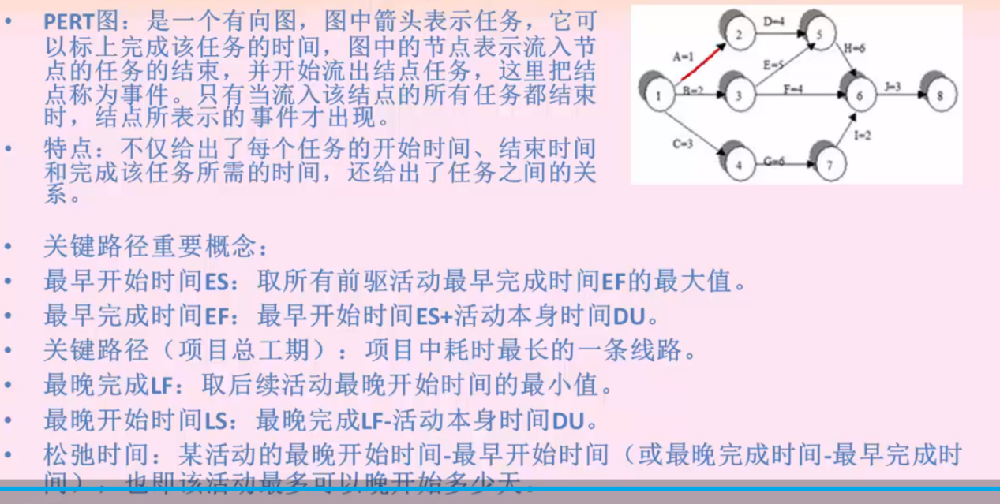 • PERT图：是一个有向图，图中箭头表示任务，它可
以标上完成该任务的时间，图中的节点表示流入节
点的任务的结束，并开始流出结点任务，这里把结
点称为事件。只有当流入该结点的所有任务都结束
时，结点所表示的 事件才出现。
• 特点：不仅给出了每个任务的开始时间、结束时间
和完成该任务所需的时间，还给出了任务之间的关
系。
D=4
2
5
A=1
E=5
H=6
1
B=2
3
F=4
6
J=3
8
C=3
I=2
4
G=6
7
• 关键路径重要概念：
• 最早开始时间ES：取所有前驱活动最早完成时间EF的最大值。
• 最早完成时间EF：最早开始时间ES+活动本身时间DU。
• 关键路径（项目总工期）：项目中耗时最长的一条线路。
• 最晚完成LF：取后续活动最晚开始时间的最小值。
• 最晚开始时间LS：最晚完成LF-活动本身时间DU。
• 松弛时间：某活动的最晚开始时间-最早开始时间（或最晚完成时间-最早完成时
间），也即该活动最多可以晚开始多少天。